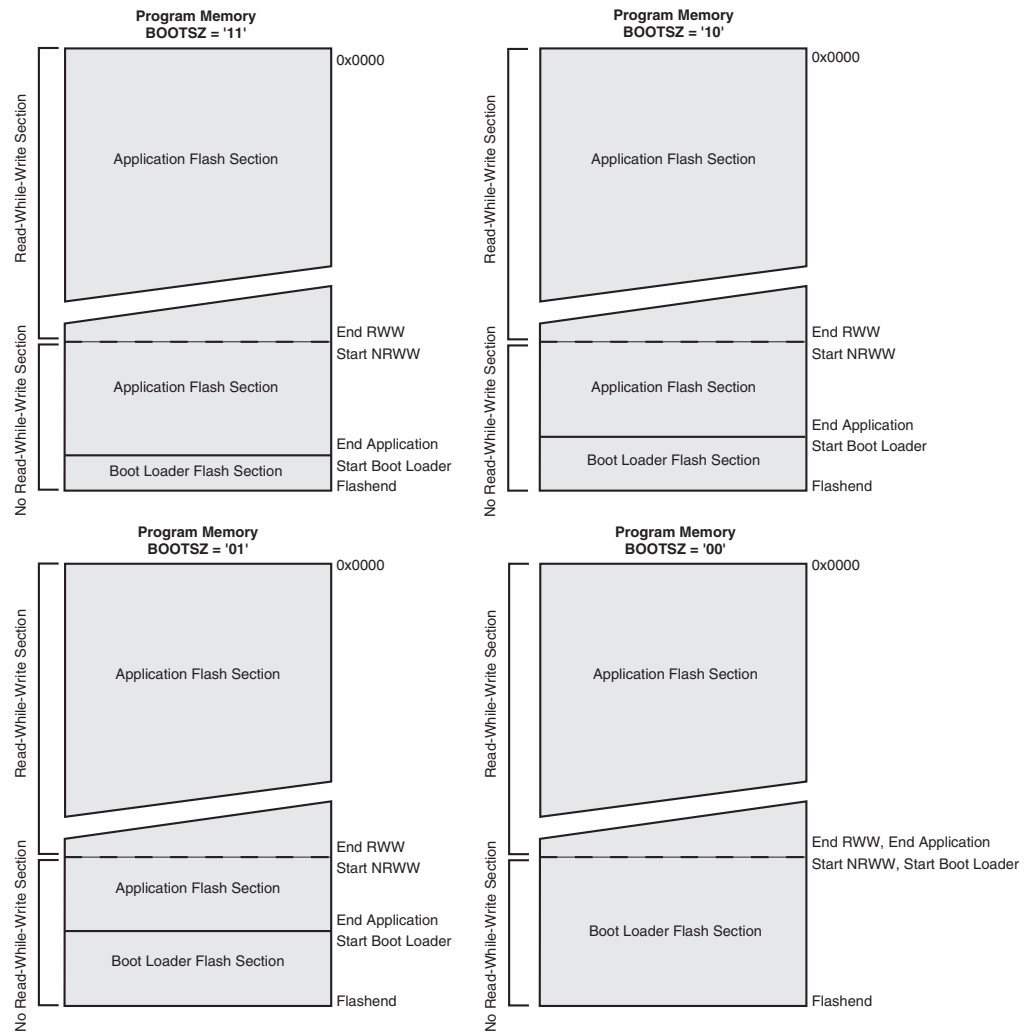 Program Memory
BOOTSZ = '11'
0x0000
Read-While-Write Section
Application Flash Section
End RWW
Start NRWW
No Read-While-Write Section
Application Flash Section
End Application
Start Boot Loader
Boot Loader Flash Section
Flashend
Program Memory
BOOTSZ = '10'
0x0000
Read-While-Write Section
Application Flash Section
End RWW
Start NRWW
No Read-While-Write Section
Application Flash Section
End Application
Start Boot Loader
Boot Loader Flash Section
Flashend
Program Memory
BOOTSZ = '01'
0x0000
Read-While-Write Section
Application Flash Section
End RWW
Start NRWW
No Read-While-Write Section
Application Flash Section
End Application
Start Boot Loader
Boot Loader Flash Section
Flashend
Program Memory
BOOTSZ = '00'
0x0000
Read-While-Write Section
Application Flash Section
End RWW, End Application
Start NRWW, Start Boot Loader
No Read-While-Write Section
Boot Loader Flash Section
Flashend